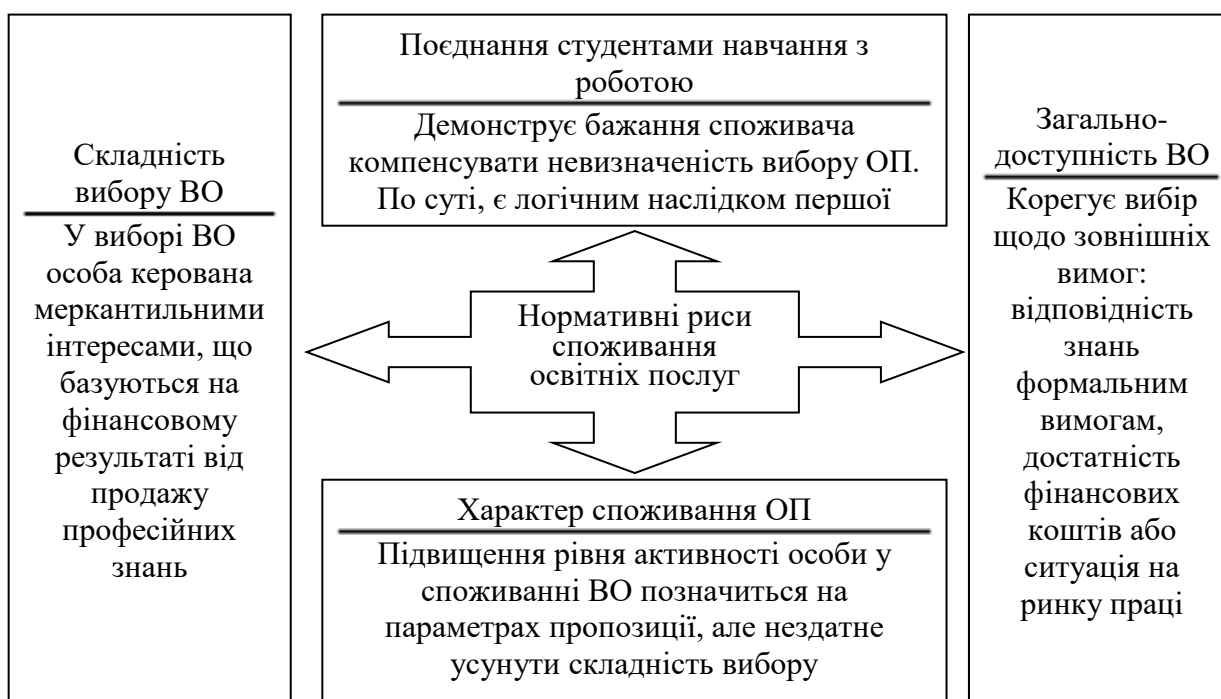 Складність
вибору ВО
У виборі ВО
особа керована
меркантильними
інтересами, що
базуються на
фінансовому
результаті від
продажу
професійних
знань
Поєднання студентами навчання з
роботою
Демонструє бажання споживача
компенсувати невизначеність вибору ОП.
По суті, є логічним наслідком першої
Нормативні риси
споживання
освітніх послуг
Характер споживання ОП
Підвищення рівня активності особи у
споживанні ВО позначиться на
параметрах пропозиції, але нездатне
усунути складність вибору
Загально-
доступність ВО
Корегує вибір
щодо зовнішніх
вимог:
відповідність
знань
формальним
вимогам,
достатність
фінансових
коштів або
ситуація на
ринку праці